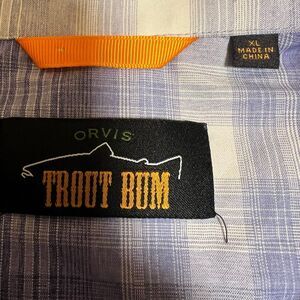 XL
MADE IN
CHINA
ORVIS
TROUT BUM